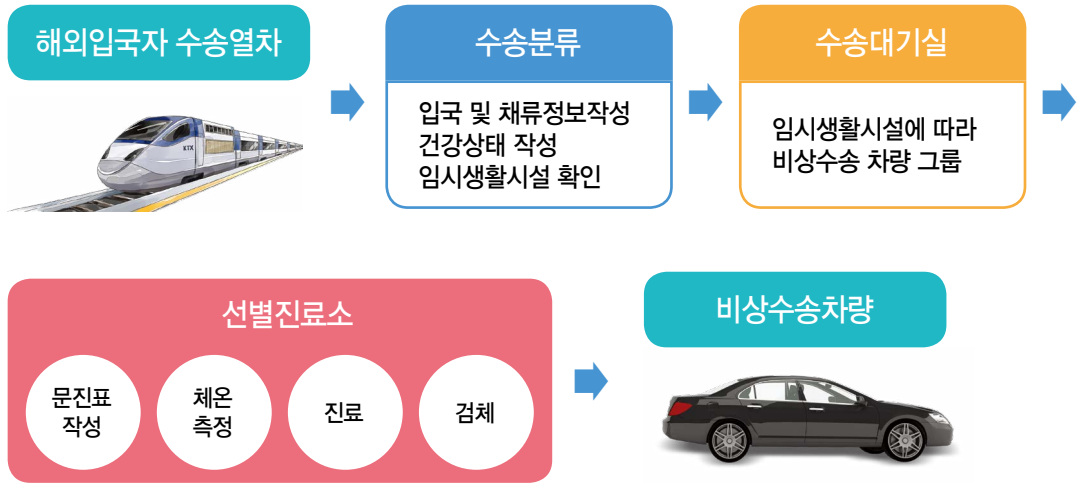 해외입국자 수송열차
KTX
수송분류
입국 및 채류정보작성
건강상태 작성
임시생활시설 확인
수송대기실
임시생활시설에 따라
비상수송 차량 그룹
선별진료소
문진표
작성
체온
측정
진료
검체
비상수송차량